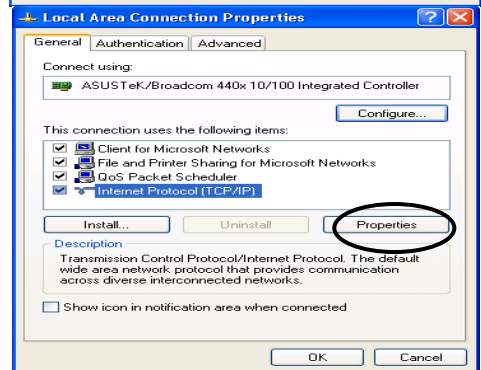 Local Area Connection Properties
General Authentication Advanced
Connect using:
ASUSTeK/Broadcom 440x 10/100 Integrated Controller
Configure...
This connection uses the following items:
Client for Microsoft Networks
File and Printer Sharing for Microsoft Networks
QoS Packet Scheduler
Internet Protocol (TCP/IP)
Install... Uninstall Properties
Description
Transmission Control Protocol/Internet Protocol. The default
wide area network protocol that provides communication
across diverse interconnected networks.
Show icon in notification area when connected
OK Cancel